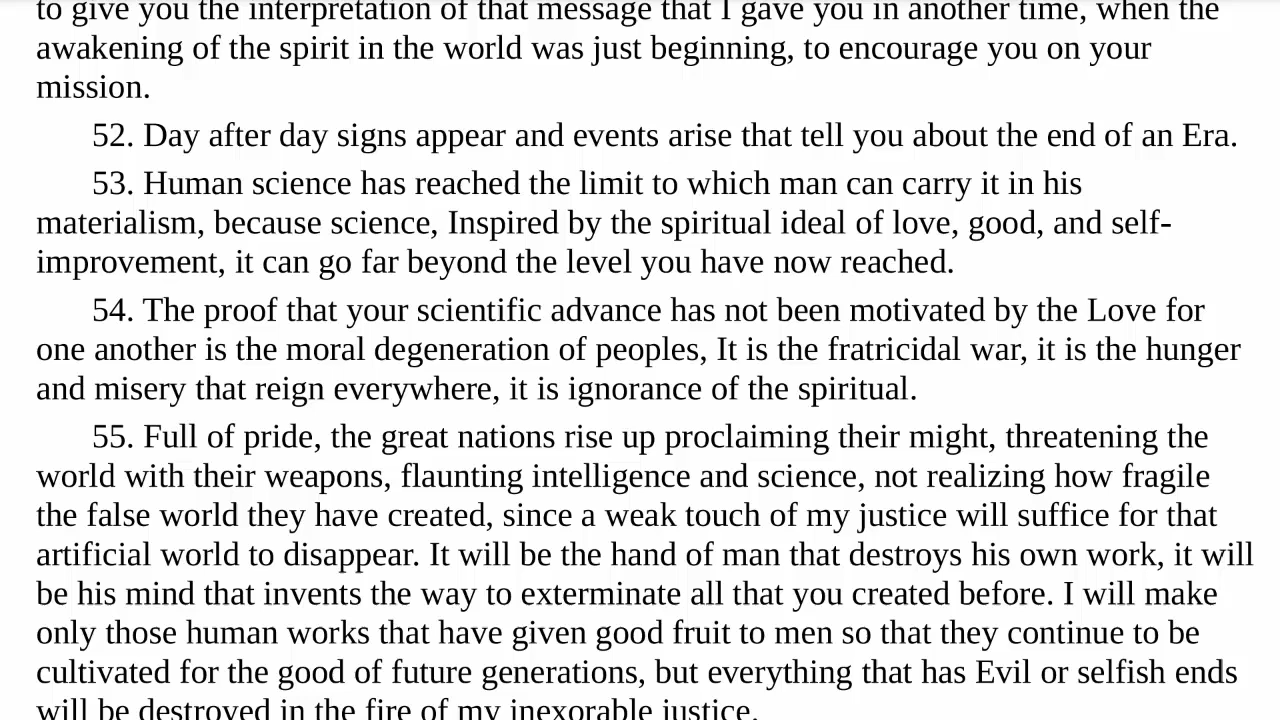 to give you the interpretation of that message that I gave you in another time, when the
awakening of the spirit in the world was just beginning, to encourage you on your
mission.
52. Day after day signs appear and events arise that tell you about the end of an Era.
53. Human science has reached the limit to which man can carry it in his
materialism, because science, Inspired by the spiritual ideal of love, good, and self-
improvement, it can go far beyond the level you have now reached.
54. The proof that your scientific advance has not been motivated by the Love for
one another is the moral degeneration of peoples, It is the fratricidal war, it is the hunger
and misery that reign everywhere, it is ignorance of the spiritual.
55. Full of pride, the great nations rise up proclaiming their might, threatening the
world with their weapons, flaunting intelligence and science, not realizing how fragile
the false world they have created, since a weak touch of my justice will suffice for that
artificial world to disappear. It will be the hand of man that destroys his own work, it will
be his mind that invents the way to exterminate all that you created before. I will make
only those human works that have given good fruit to men so that they continue to be
cultivated for the good of future generations, but everything that has Evil or selfish ends
will be destroyed in the fire of my inexorable justice.